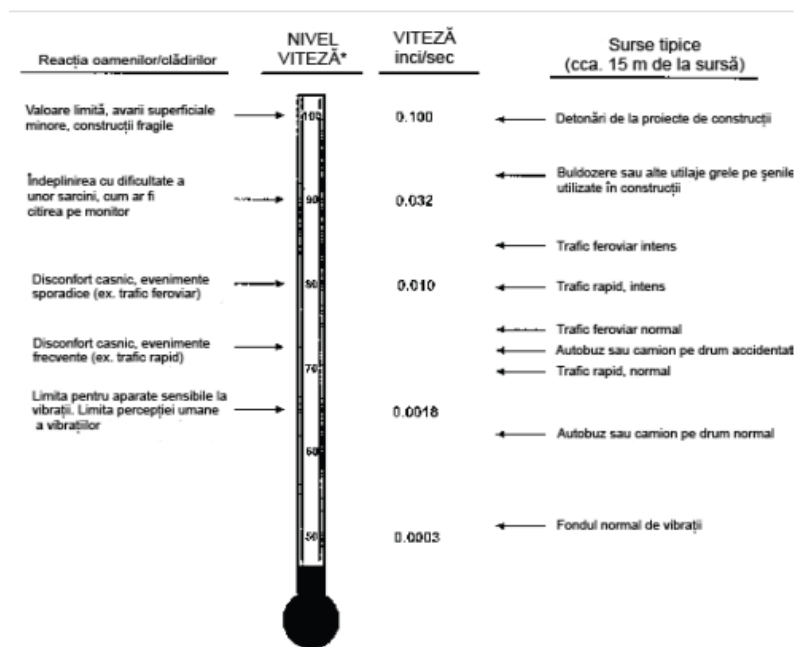 Reacția oamenilor/clădirilor
NIVEL
VITEZĂ*
VITEZĂ
inci/sec
Surse tipice
(cca. 15 m de la sursă)
Valoare limită, avarii superficiale
minore, construcții fragile
100
0.100
Detonări de la proiecte de construcții
Îndeplinirea cu dificultate a
unor sarcini, cum ar fi
citirea pe monitor
90
0.032
Buldozere sau alte utilaje grele pe șenile
utilizate în construcții
Trafic feroviar intens
Disconfort casnic, evenimente
sporadice (ex. trafic feroviar)
80
0.010
Trafic rapid, intens
Trafic feroviar normal
Disconfort casnic, evenimente
frecvente (ex. trafic rapid)
Autobuz sau camion pe drum accidentat
70
Trafic rapid, normal
Limita pentru aparate sensibile la
vibrații. Limita percepției umane
a vibrațiilor
0.0018
Autobuz sau camion pe drum normal
60
Fondul normal de vibrații
50
0.0003